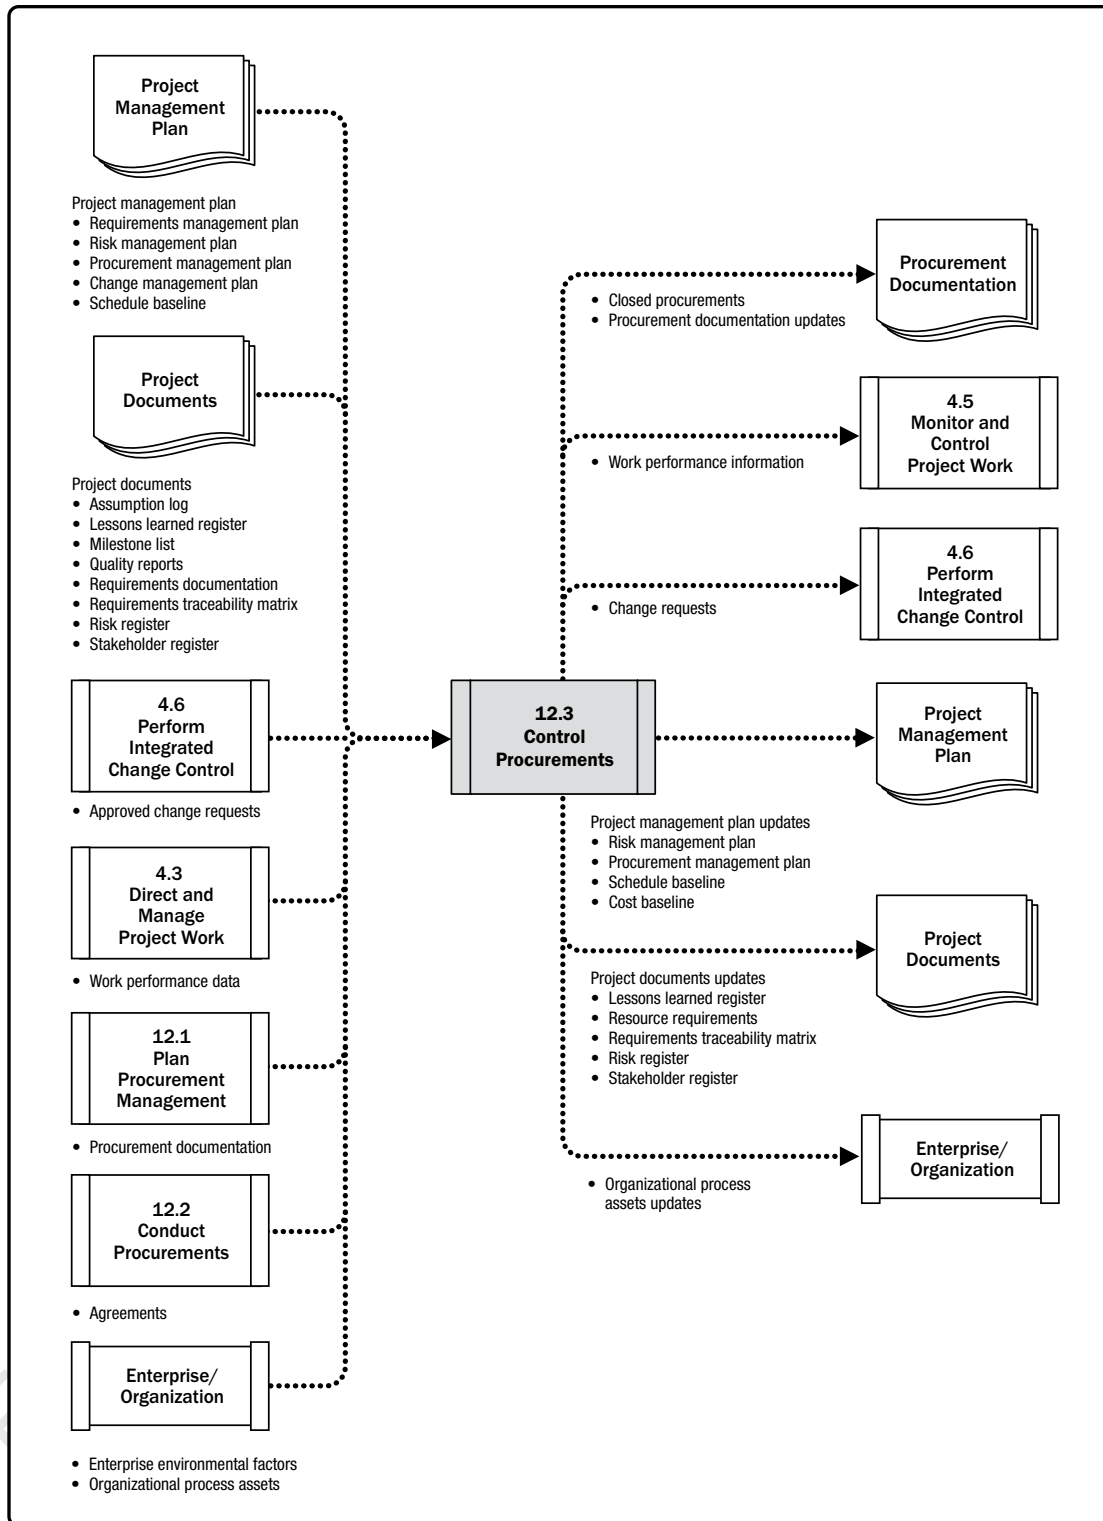 Project
Management
Plan
Project management plan
• Requirements management plan
• Risk management plan
• Procurement management plan
• Change management plan
• Schedule baseline
Project
Documents
Project documents
• Assumption log
• Lessons learned register
• Milestone list
• Quality reports
• Requirements documentation
• Requirements traceability matrix
• Risk register
• Stakeholder register
4.6
Perform
Integrated
Change Control
• Approved change requests
4.3
Direct and
Manage
Project Work
• Work performance data
12.1
Plan
Procurement
Management
• Procurement documentation
12.2
Conduct
Procurements
• Agreements
Enterprise/
Organization
• Enterprise environmental factors
• Organizational process assets
12.3
Control
Procurements
• Closed procurements
• Procurement documentation updates
Procurement
Documentation
• Work performance information
4.5
Monitor and
Control
Project Work
• Change requests
4.6
Perform
Integrated
Change Control
Project
Management
Plan
Project management plan updates
• Risk management plan
• Procurement management plan
• Schedule baseline
• Cost baseline
Project
Documents
Project documents updates
• Lessons learned register
• Resource requirements
• Requirements traceability matrix
• Risk register
• Stakeholder register
Enterprise/
Organization
• Organizational process
assets updates